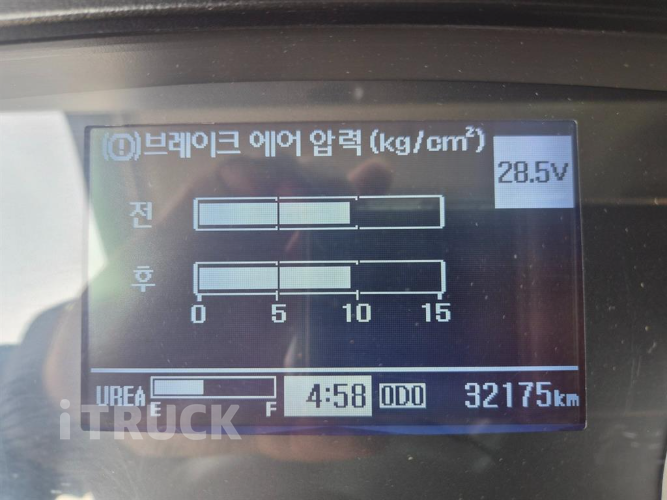 (!)브레이크 에어 압력(kg/cm²)
28.5V
전
후
0 5 10 15
UREA E F 4:58 ODO 32175km
iTRUCK